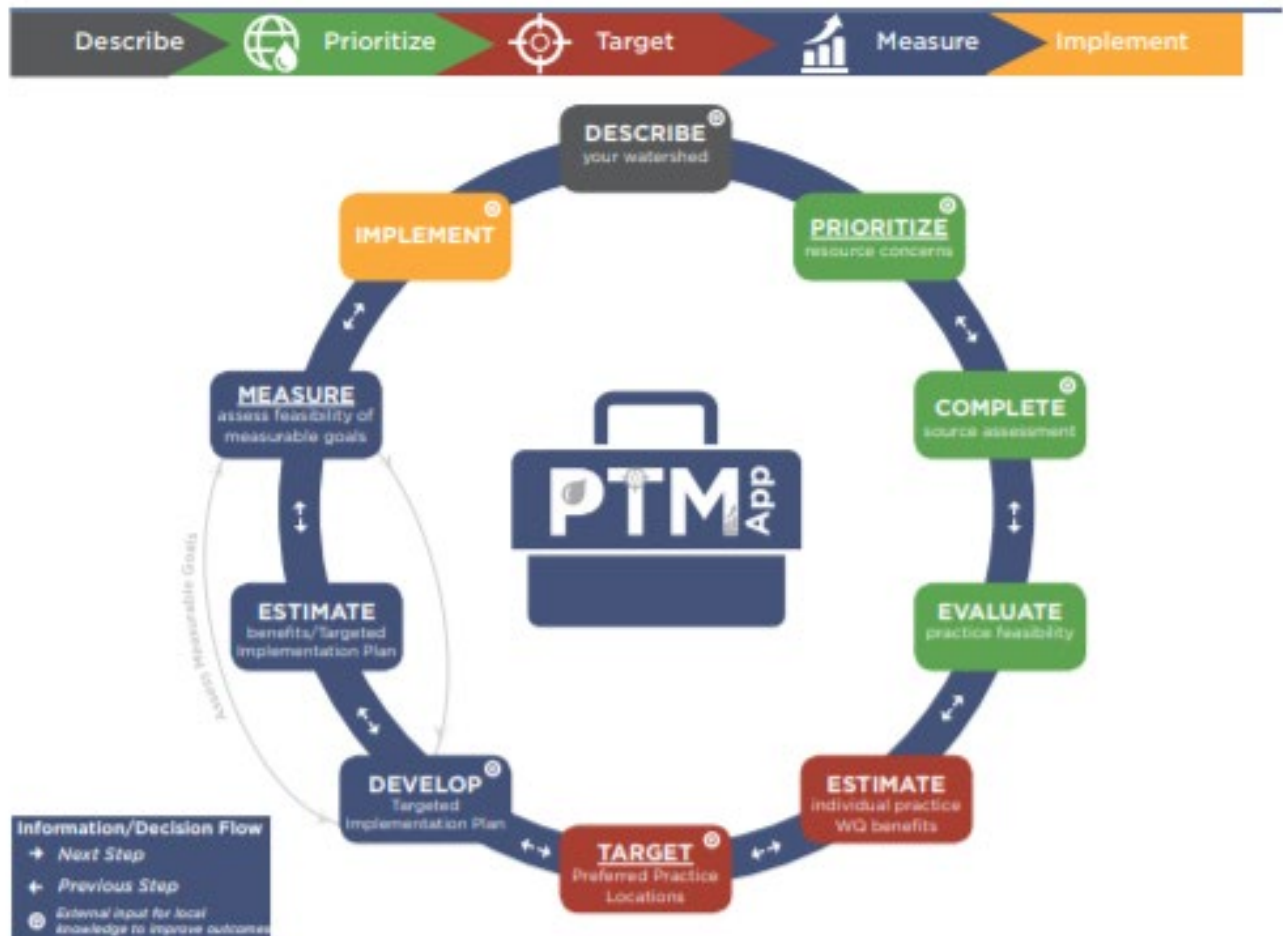 Describe
Prioritize
Target
Measure
Implement
DESCRIBE
your watershed
PRIORITIZE
resource concerns
COMPLETE
source assessment
EVALUATE
practice feasibility
ESTIMATE
individual practice
WQ benefits
TARGET
Preferred Practice
Locations
DEVELOP
Targeted
Implementation Plan
ESTIMATE
benefits/Targeted
Implementation Plan
MEASURE
assess feasibility of
measurable goals
IMPLEMENT
Assess Measurable Goals
PTM
App
Information/Decision Flow
Next Step
Previous Step
External input for local
knowledge to improve outcomes